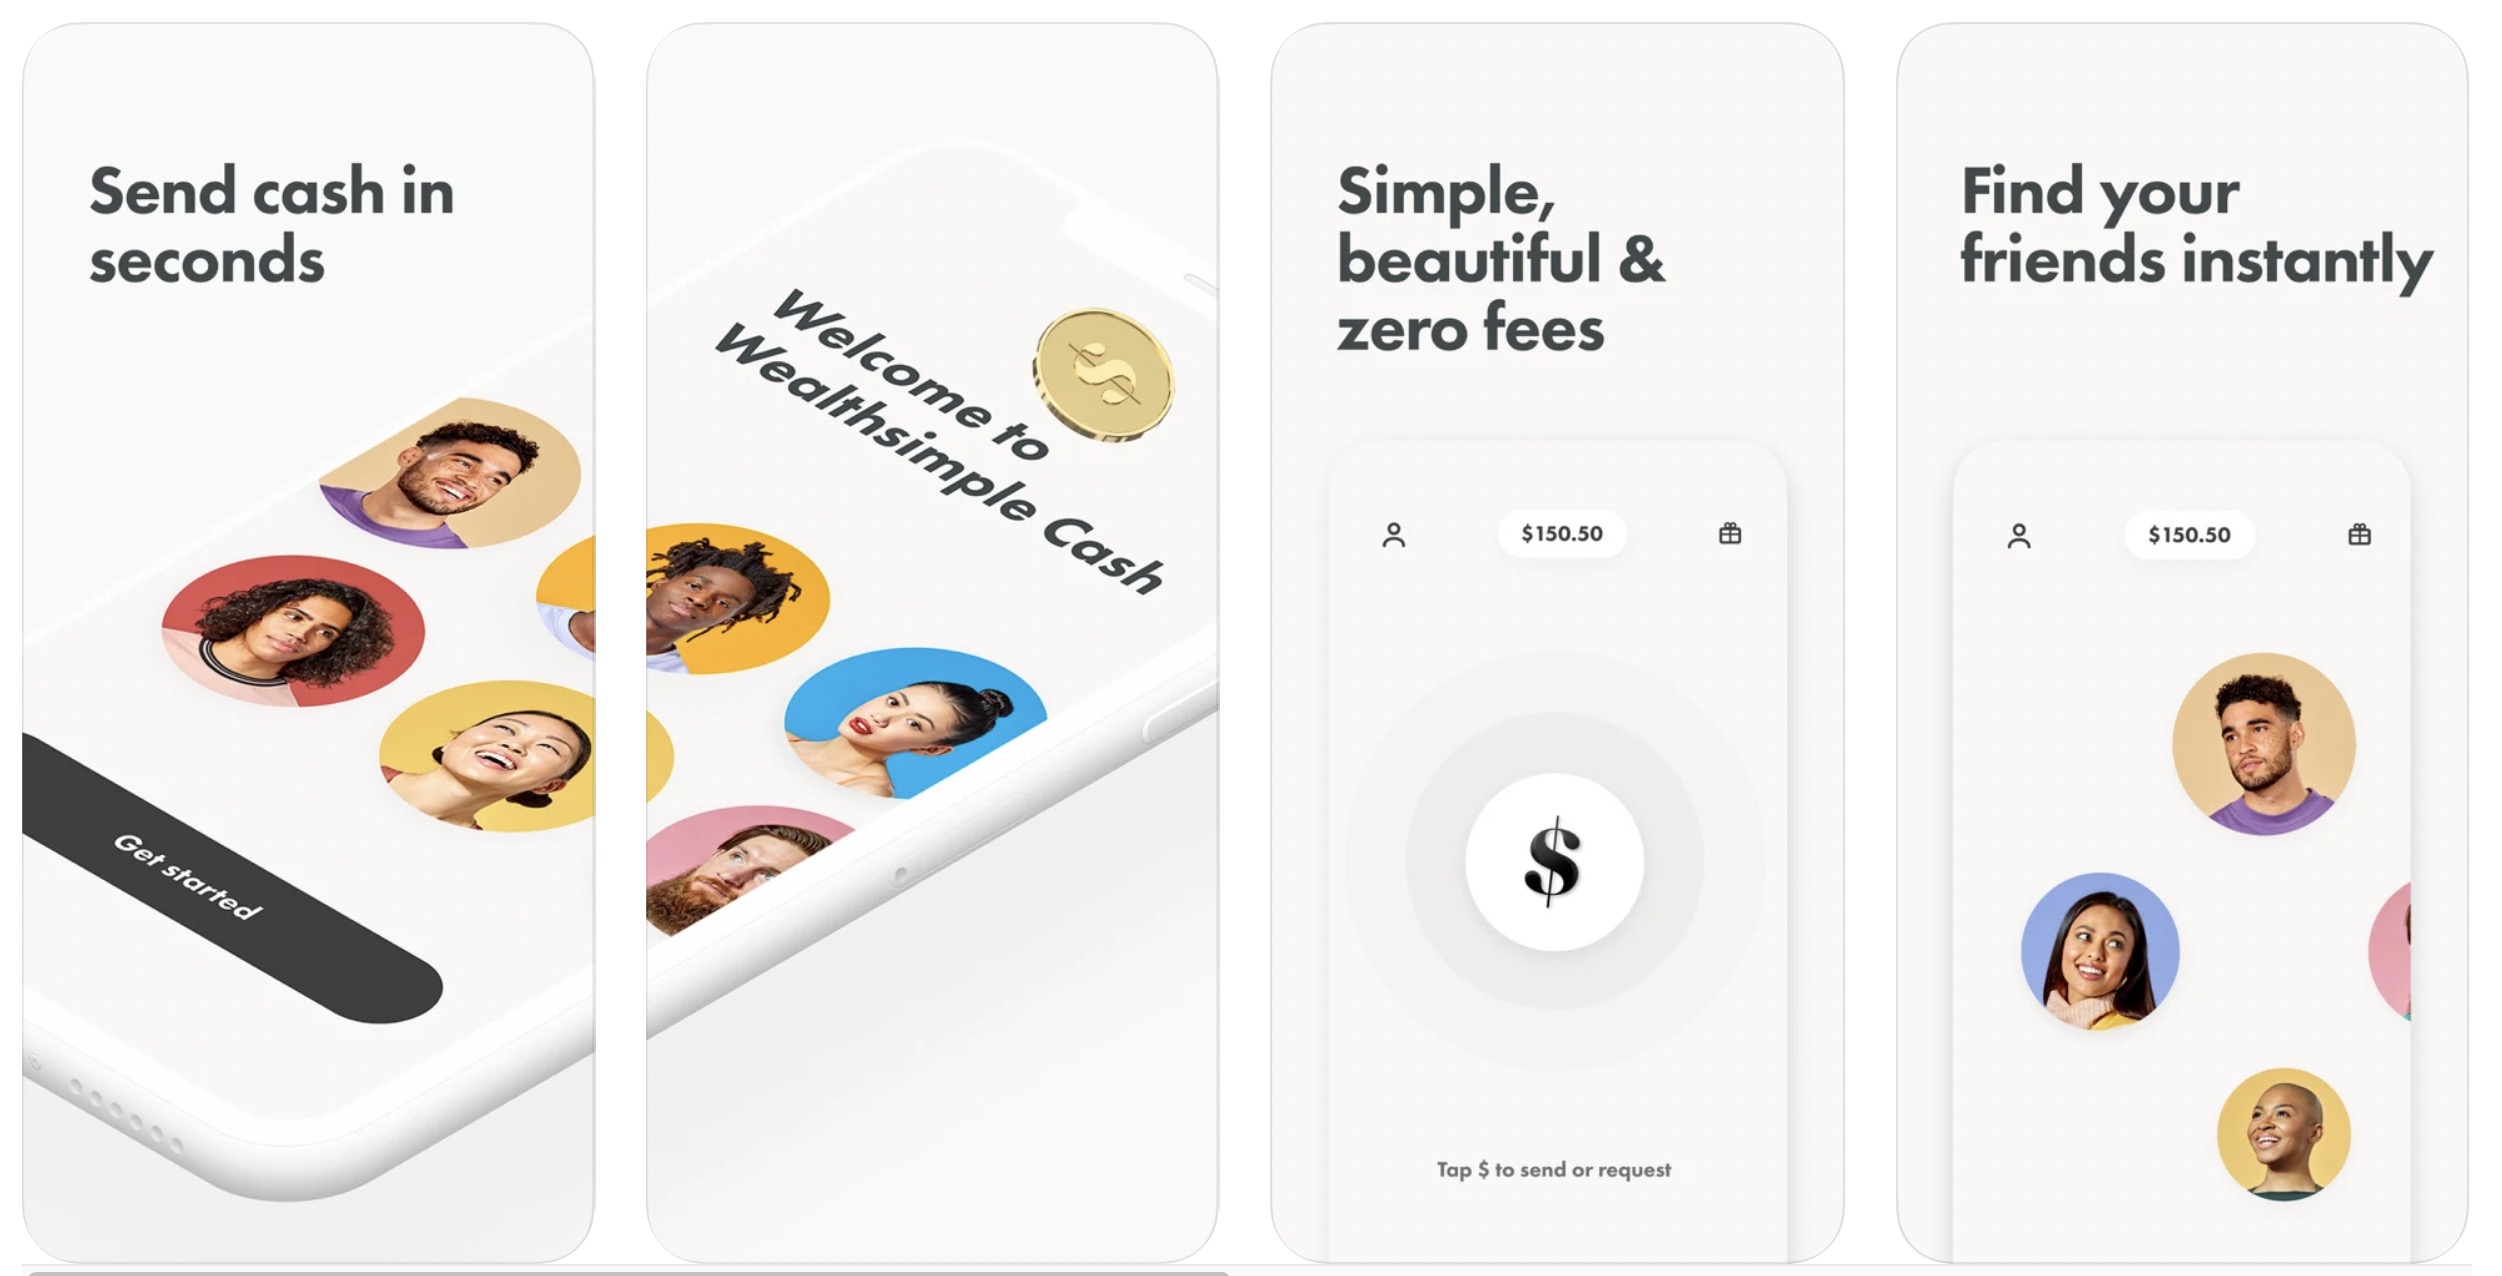 Send cash in
seconds
Get started
Welcome to
Wealthsimple Cash
$
Simple,
beautiful &
zero fees
$150.50
$
Tap $ to send or request
Find your
friends instantly
$150.50